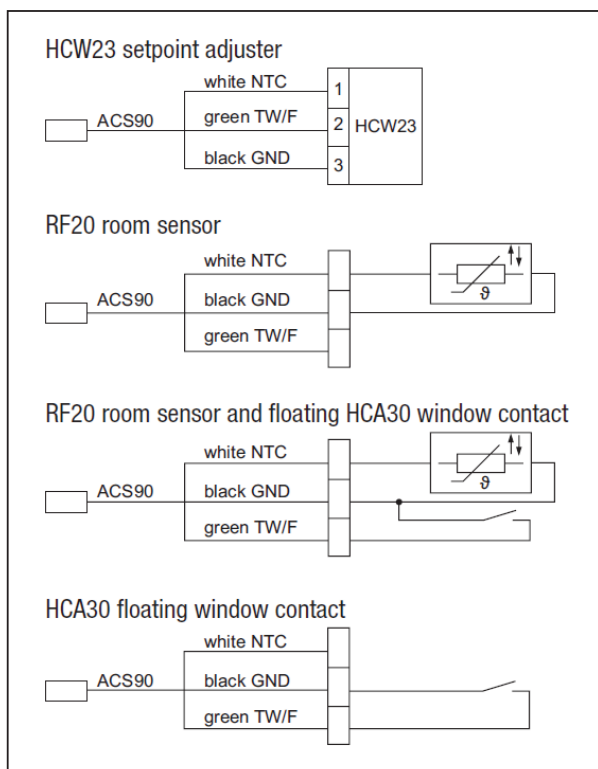 HCW23 setpoint adjuster
white NTC
1
ACS90
green TW/F
2
HCW23
black GND
3
RF20 room sensor
white NTC
ACS90
black GND
ϑ
green TW/F
RF20 room sensor and floating HCA30 window contact
white NTC
ϑ
ACS90
black GND
green TW/F
HCA30 floating window contact
white NTC
ACS90
black GND
green TW/F